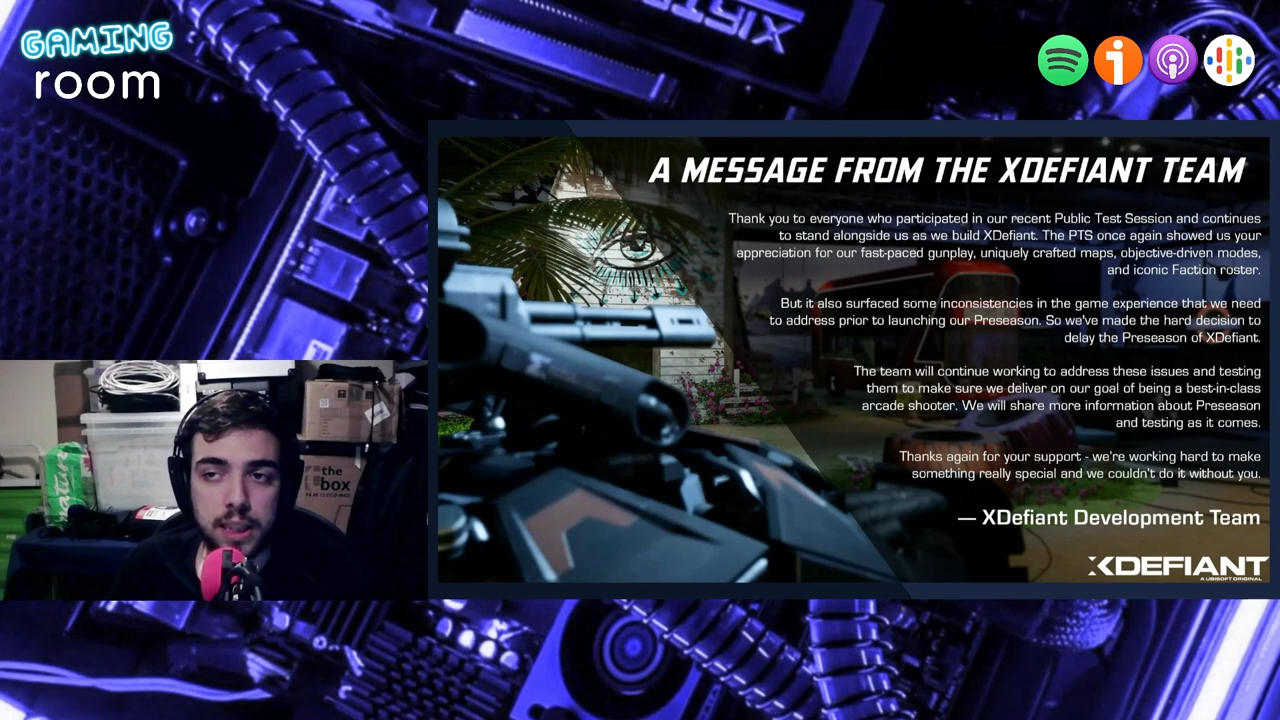 GAMING
room
A MESSAGE FROM THE XDEFIANT TEAM
Thank you to everyone who participated in our recent Public Test Session and continues
to stand alongside us as we build XDefiant. The PTS once again showed us your
appreciation for our fast-paced gunplay, uniquely crafted maps, objective-driven modes,
and iconic Faction roster.
But it also surfaced some inconsistencies in the game experience that we need
to address prior to launching our Preseason. So we've made the hard decision to
delay the Preseason of XDefiant.
The team will continue working to address these issues and testing
them to make sure we deliver on our goal of being a best-in-class
arcade shooter. We will share more information about Preseason
and testing as it comes.
Thanks again for your support - we're working hard to make
something really special and we couldn't do it without you.
— XDefiant Development Team
XDEFIANT
A UBISOFT ORIGINAL
the
box